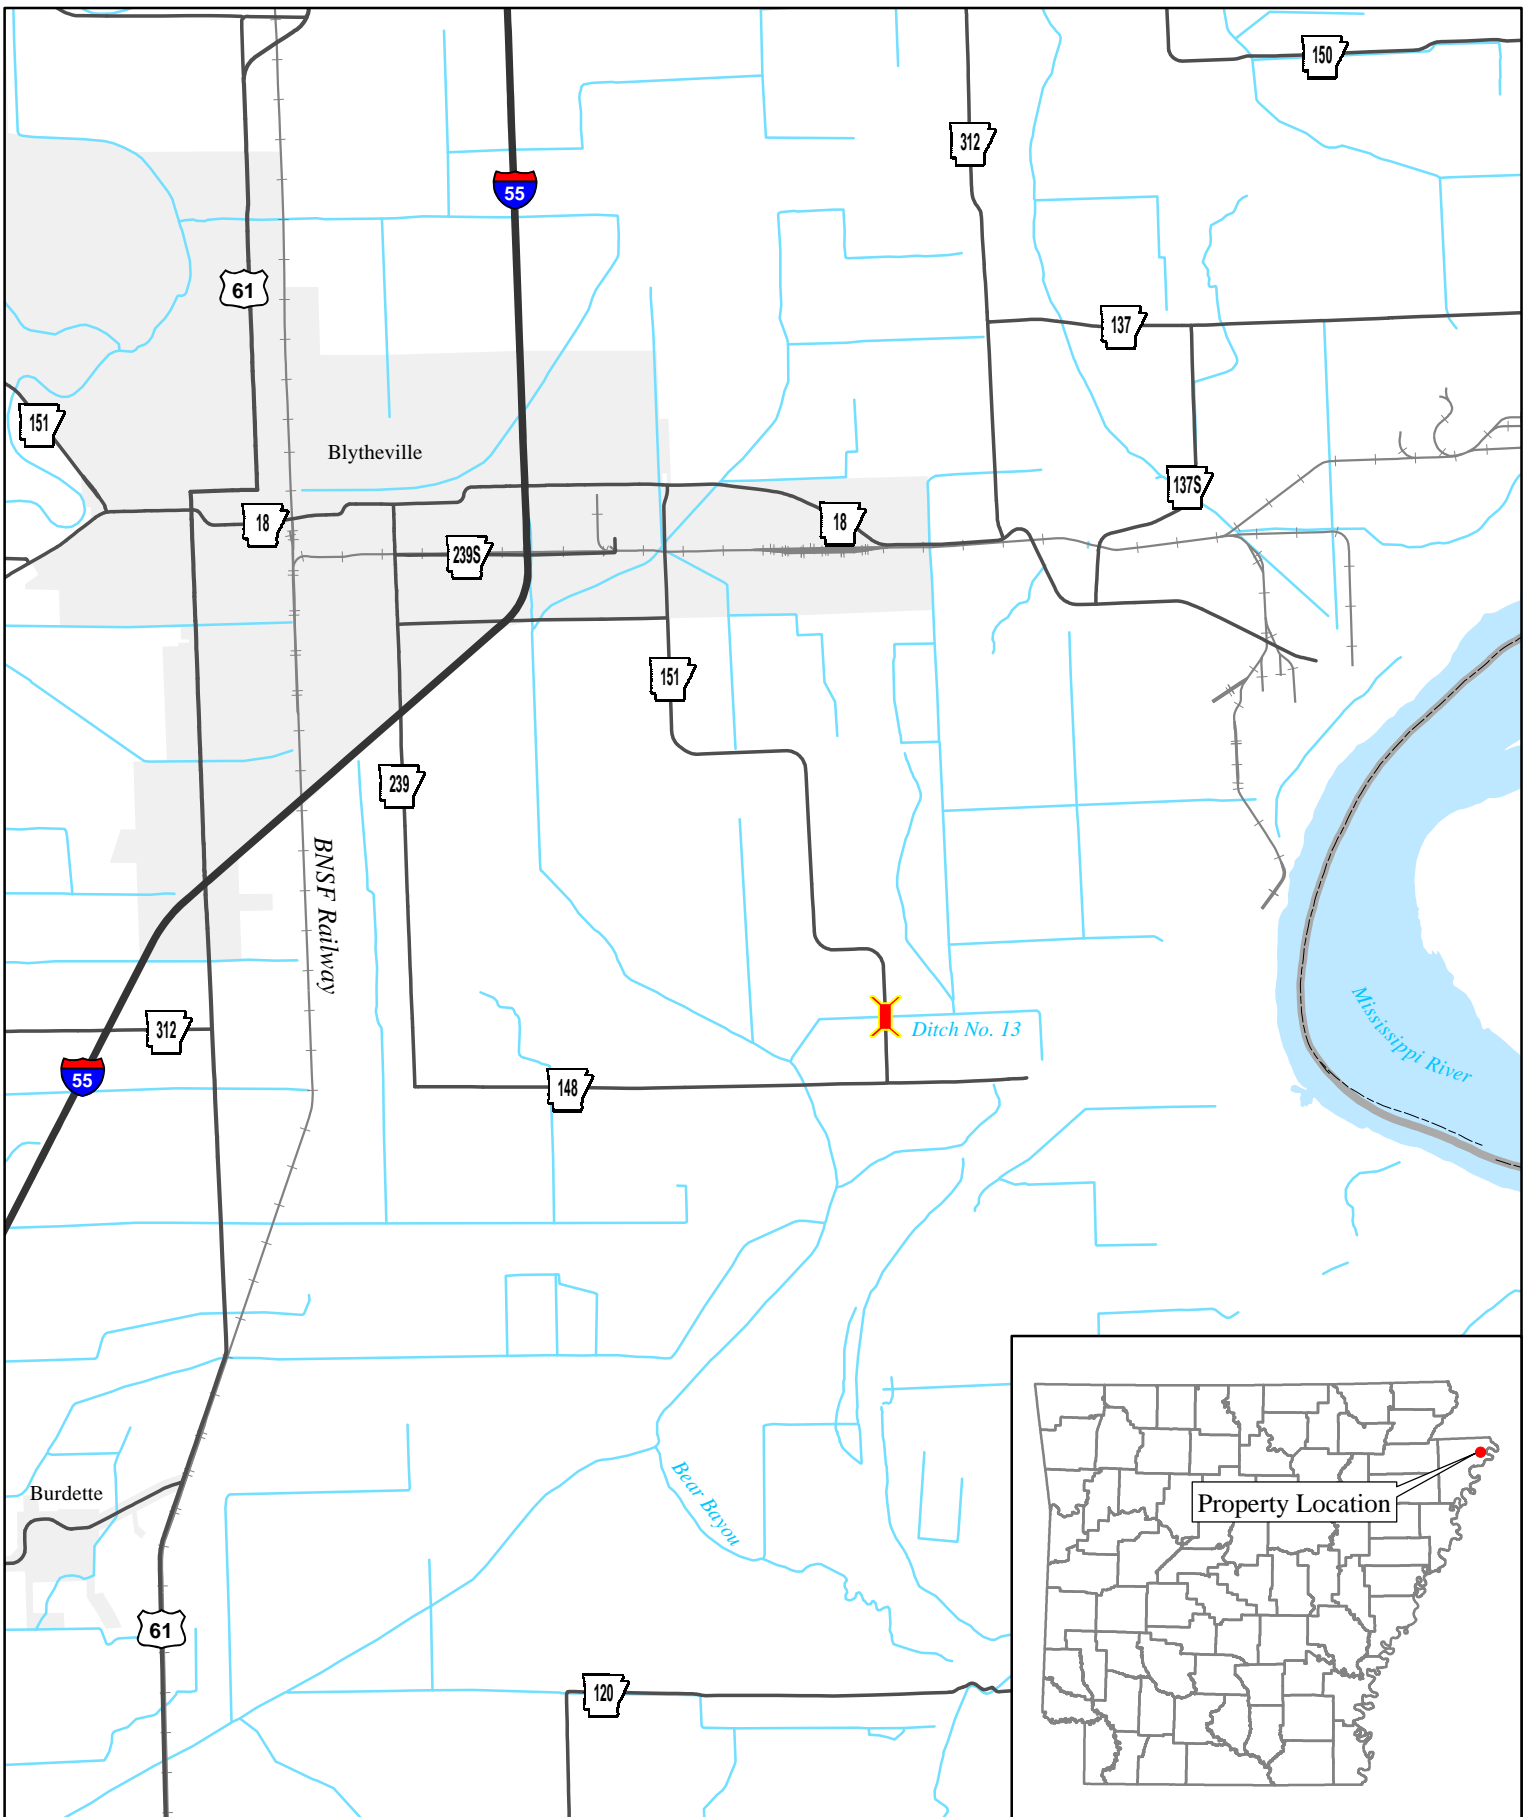 150
312
55
61
137
151
Blytheville
137S
18
18
239S
151
239
BNSF Railway
Mississippi River
312
Ditch No. 13
55
148
Bear Bayou
Burdette
Property Location
61
120